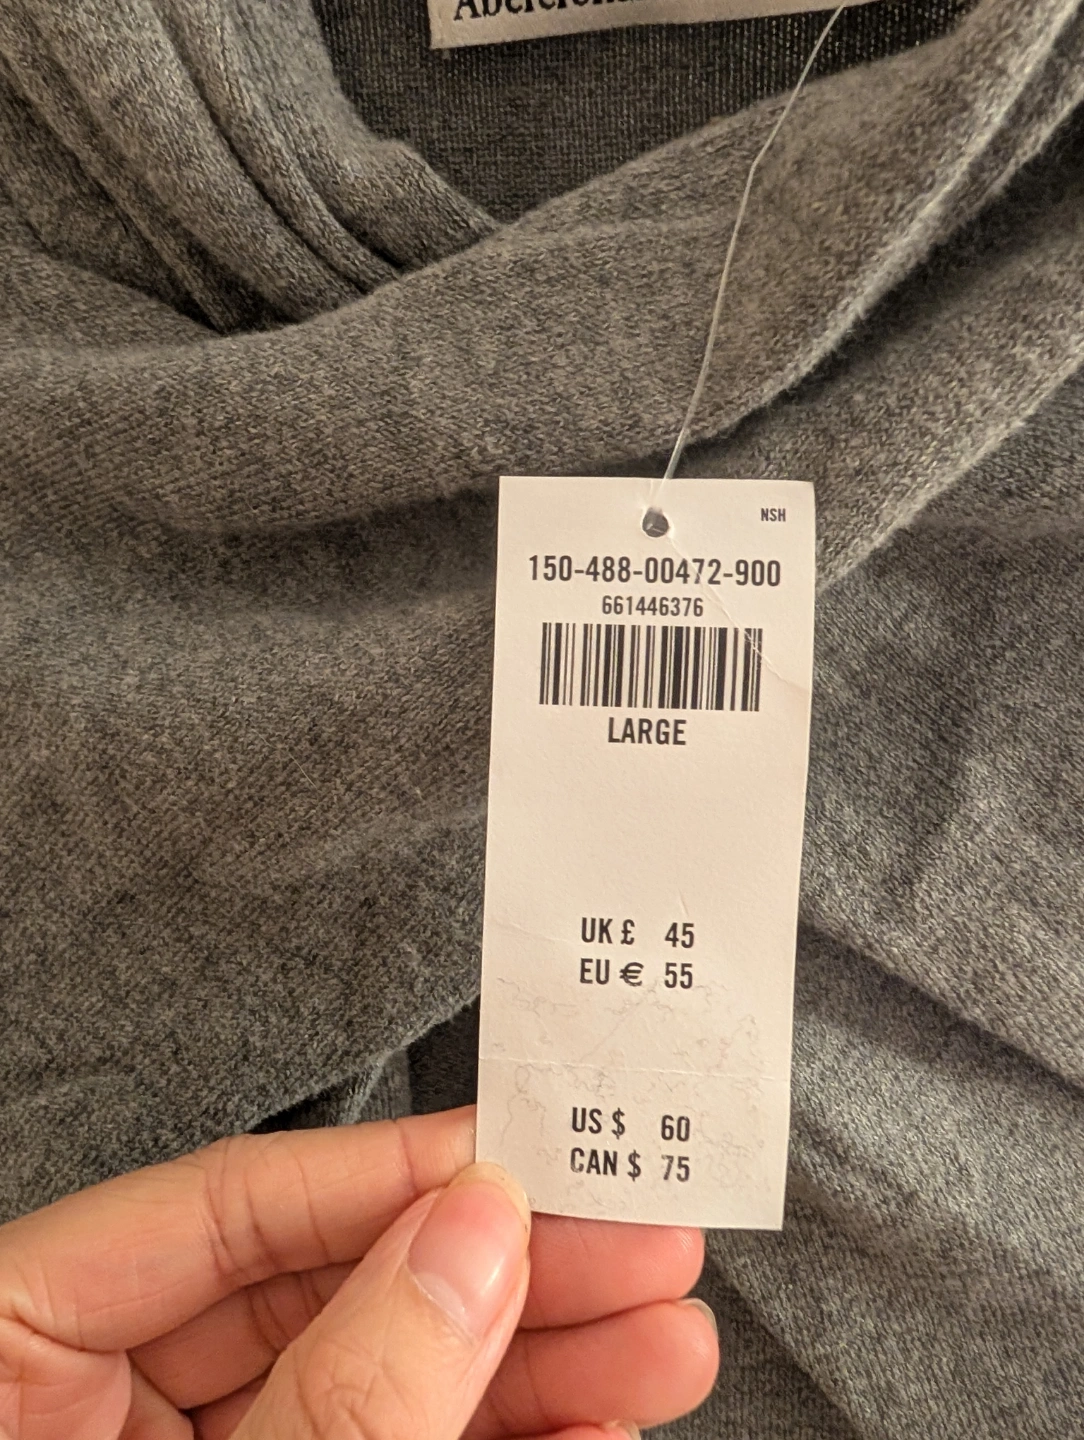 NSH
150-488-00472-900
661446376
LARGE
UK £ 45
EU € 55
US $ 60
CAN $ 75